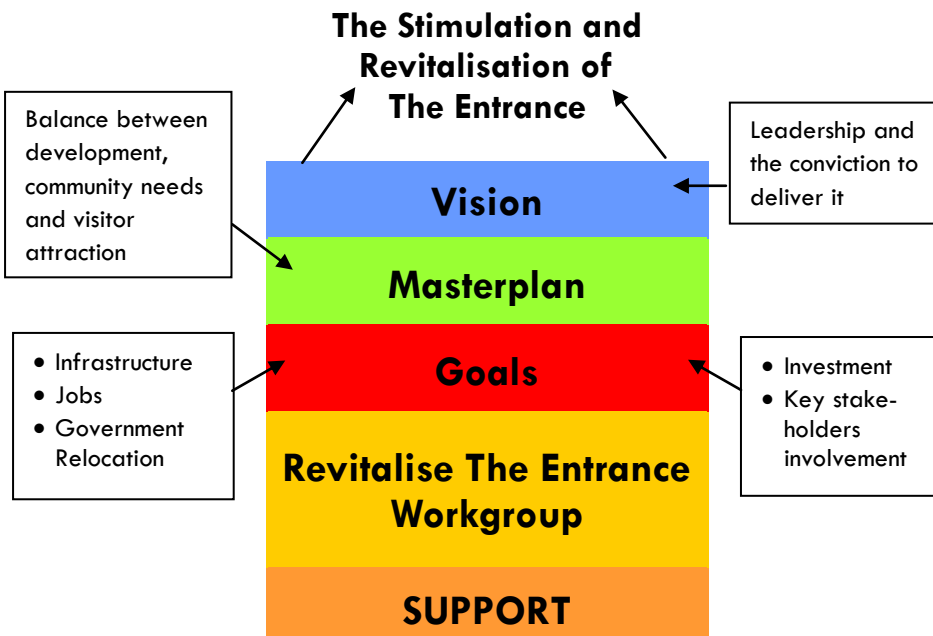 The Stimulation and
Revitalisation of
The Entrance
Balance between
development,
community needs
and visitor
attraction
Leadership and
the conviction to
deliver it
Vision
Masterplan
• Infrastructure
• Jobs
• Government
Relocation
Goals
• Investment
• Key stake-
holders
involvement
Revitalise The Entrance
Workgroup
SUPPORT